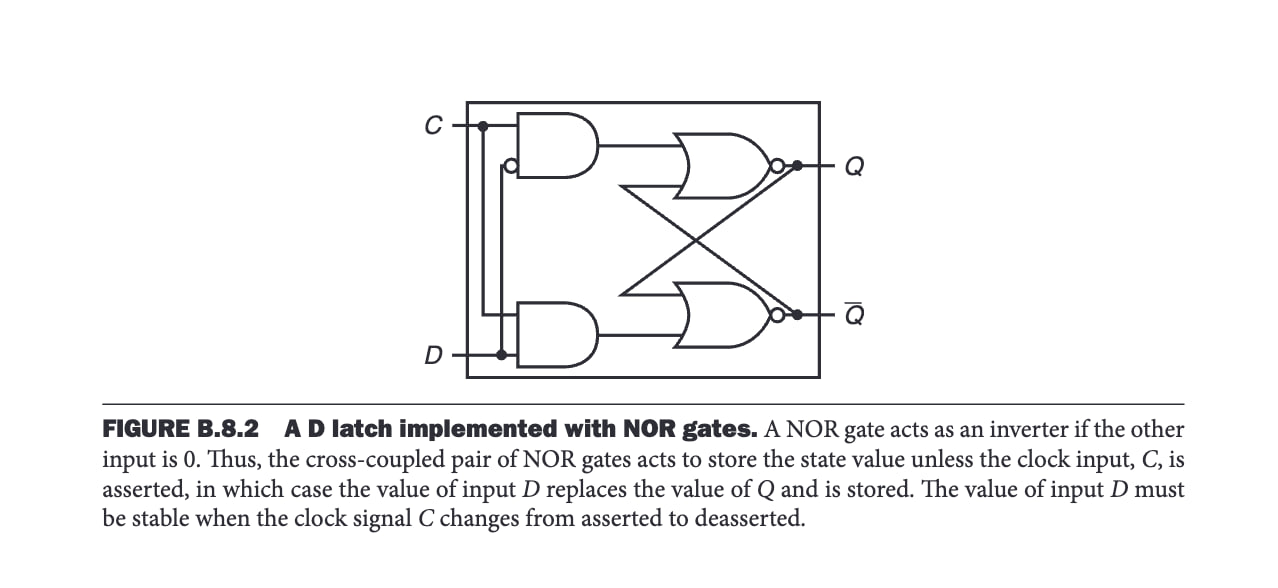 C
Q
Q̅
D
FIGURE B.8.2 A D latch implemented with NOR gates. A NOR gate acts as an inverter if the other
input is 0. Thus, the cross-coupled pair of NOR gates acts to store the state value unless the clock input, C, is
asserted, in which case the value of input D replaces the value of Q and is stored. The value of input D must
be stable when the clock signal C changes from asserted to deasserted.